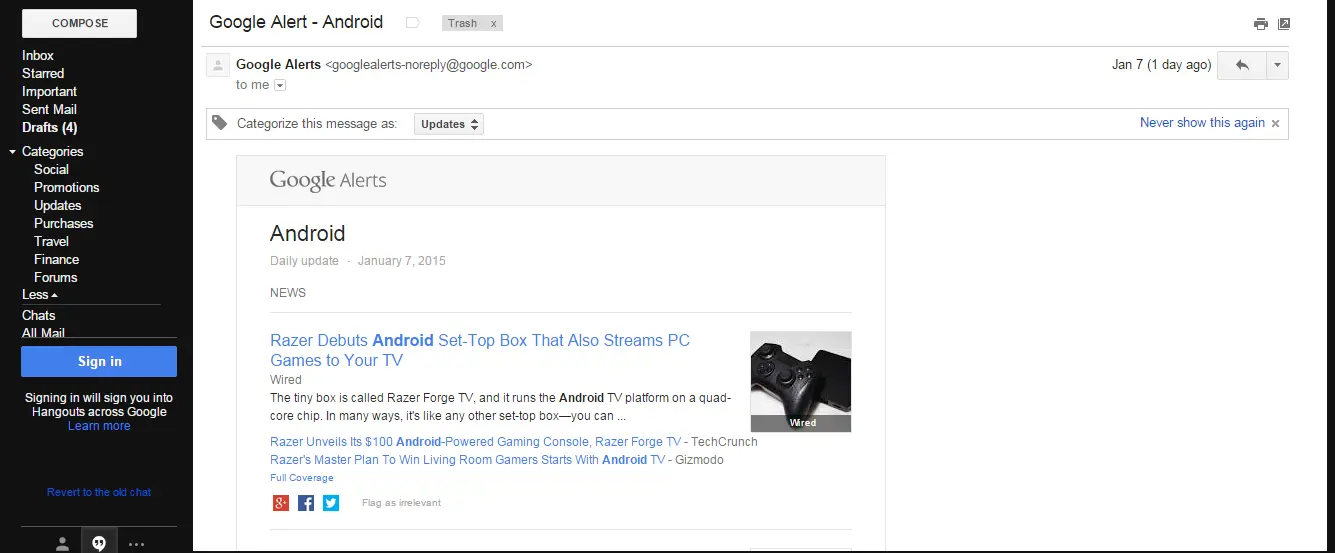 COMPOSE
Inbox
Starred
Important
Sent Mail
Drafts (4)
Categories
Social
Promotions
Updates
Purchases
Travel
Finance
Forums
Less
Chats
All Mail
Sign in
Signing in will sign you into
Hangouts across Google
Learn more
Revert to the old chat
Google Alert - Android
Trash x
Google Alerts <googlealerts-noreply@google.com>
Jan 7 (1 day ago)
to me
Categorize this message as: Updates
Never show this again ×
Google Alerts
Android
Daily update · January 7, 2015
NEWS
Razer Debuts Android Set-Top Box That Also Streams PC
Games to Your TV
Wired
The tiny box is called Razer Forge TV, and it runs the Android TV platform on a quad-
core chip. In many ways, it's like any other set-top box—you can ...
Wired
Razer Unveils Its $100 Android-Powered Gaming Console, Razer Forge TV - TechCrunch
Razer's Master Plan To Win Living Room Gamers Starts With Android TV - Gizmodo
Full Coverage
Flag as irrelevant